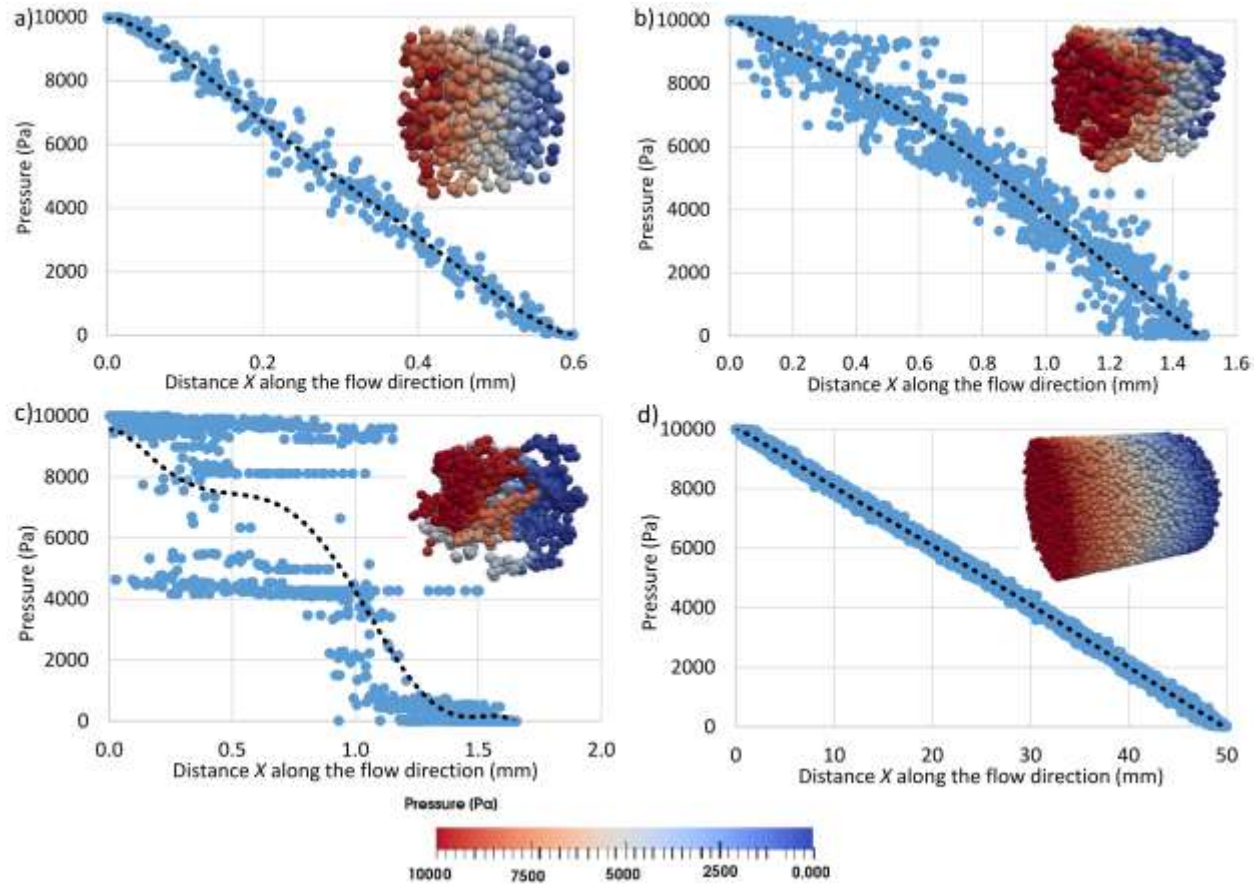 a)
10000
8000
6000
4000
2000
0
Pressure (Pa)
0.0 0.2 0.4 0.6
Distance X along the flow direction (mm)
b)
10000
8000
6000
4000
2000
0
Pressure (Pa)
0.0 0.2 0.4 0.6 0.8 1.0 1.2 1.4 1.6
Distance X along the flow direction (mm)
c)
10000
8000
6000
4000
2000
0
Pressure (Pa)
0.0 0.5 1.0 1.5 2.0
Distance X along the flow direction (mm)
d)
10000
8000
6000
4000
2000
0
Pressure (Pa)
0 10 20 30 40 50
Distance X along the flow direction (mm)
Pressure (Pa)
10000 7500 5000 2500 0.000